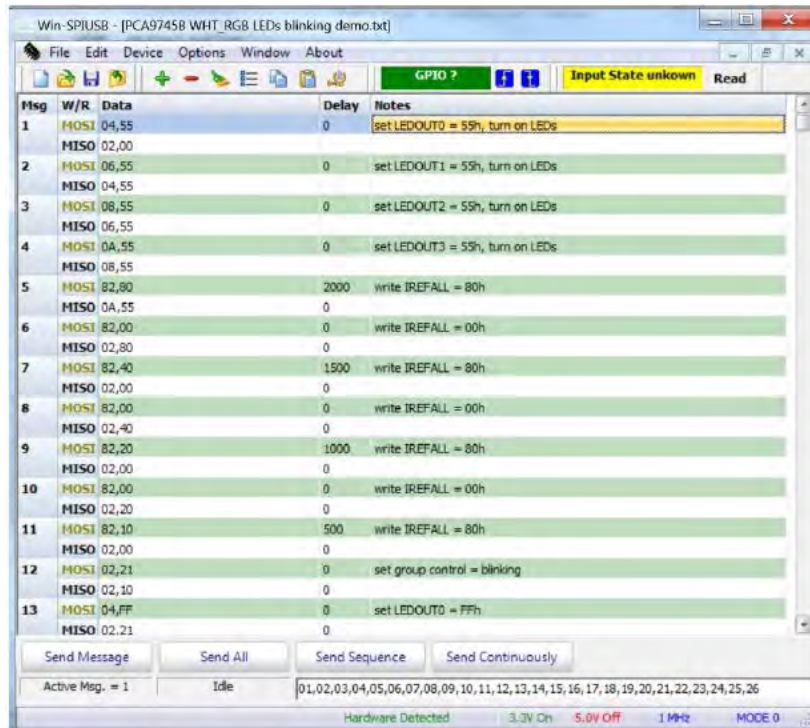 Win-SPIUSB - [PCA9745B WHT_RGB LEDs blinking demo.txt]
File Edit Device Options Window About
GPIO ? Input State unkown Read
Msg W/R Data Delay Notes
1 MOSI 04,55 0 set LEDOUT0 = 55h, turn on LEDs
MISO 02,00
2 MOSI 06,55 0 set LEDOUT1 = 55h, turn on LEDs
MISO 04,55
3 MOSI 08,55 0 set LEDOUT2 = 55h, turn on LEDs
MISO 06,55
4 MOSI 0A,55 0 set LEDOUT3 = 55h, turn on LEDs
MISO 08,55
5 MOSI 82,80 2000 write IREFALL = 80h
MISO 0A,55 0
6 MOSI 82,00 0 write IREFALL = 00h
MISO 02,80 0
7 MOSI 82,40 1500 write IREFALL = 80h
MISO 02,00 0
8 MOSI 82,00 0 write IREFALL = 00h
MISO 02,40 0
9 MOSI 82,20 1000 write IREFALL = 80h
MISO 02,00 0
10 MOSI 82,00 0 write IREFALL = 00h
MISO 02,20 0
11 MOSI 82,10 500 write IREFALL = 80h
MISO 02,00 0
12 MOSI 02,21 0 set group control = blinking
MISO 02,10 0
13 MOSI 04,FF 0 set LEDOUT0 = FFh
MISO 02,21 0
Send Message Send All Send Sequence Send Continuously
Active Msg. = 1 Idle 01,02,03,04,05,06,07,08,09,10,11,12,13,14,15,16,17,18,19,20,21,22,23,24,25,26
Hardware Detected 3.3V On 5.0V Off 1 MHz MODE 0